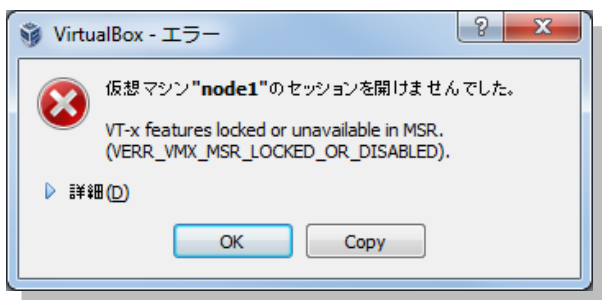 VirtualBox - エラー
仮想マシン"node1"のセッションを開けませんでした。
VT-x features locked or unavailable in MSR.
(VERR_VMX_MSR_LOCKED_OR_DISABLED).
詳細(D)
OK Copy